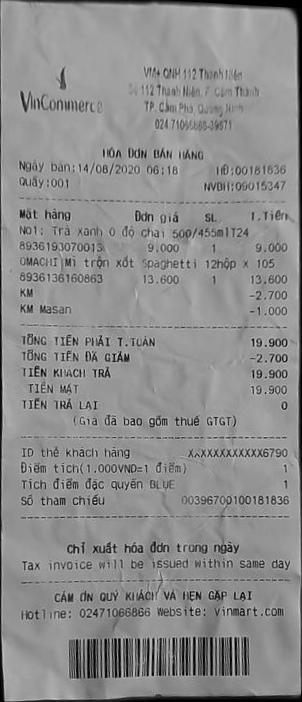 VinCommerce
VM+ QNH 112 Thanh Niên
Số 112 Thanh Niên, P. Cẩm Thành
TP. Cẩm Phả, Quảng Ninh
HÓA ĐƠN BÁN HÀNG
Ngày bán:14/08/2020 06:18 HĐ:00181836
Quầy:001 NVBH:09015347
Mặt hàng Đơn giá SL T.Tiền
No1: Trà xanh 0 độ chai 500/455mlT24
8936193070013 9.000 1 9.000
OMACHI Mì trộn xốt Spaghetti 12hộp x 105
8936136160863 13.600 1 13.600
KM -2.700
KM Masan -1.000
TỔNG TIỀN PHẢI T.TOÁN 19.900
TỔNG TIỀN ĐÃ GIẢM -2.700
TIỀN KHÁCH TRẢ 19.900
TIỀN MẶT 19.900
TIỀN TRẢ LẠI 0
(Giá đã bao gồm thuế GTGT)
ID thẻ khách hàng XXXXXXXXXXXX6790
Điểm tích(1.000VND=1 điểm) 1
Tích điểm đặc quyền BLUE 1
Số tham chiếu 00396700100181836
Chỉ xuất hóa đơn trong ngày
Tax invoice will be issued within same day
CẢM ƠN QUÝ KHÁCH VÀ HẸN GẶP LẠI
Hotline: 02471066866 Website: vinmart.com